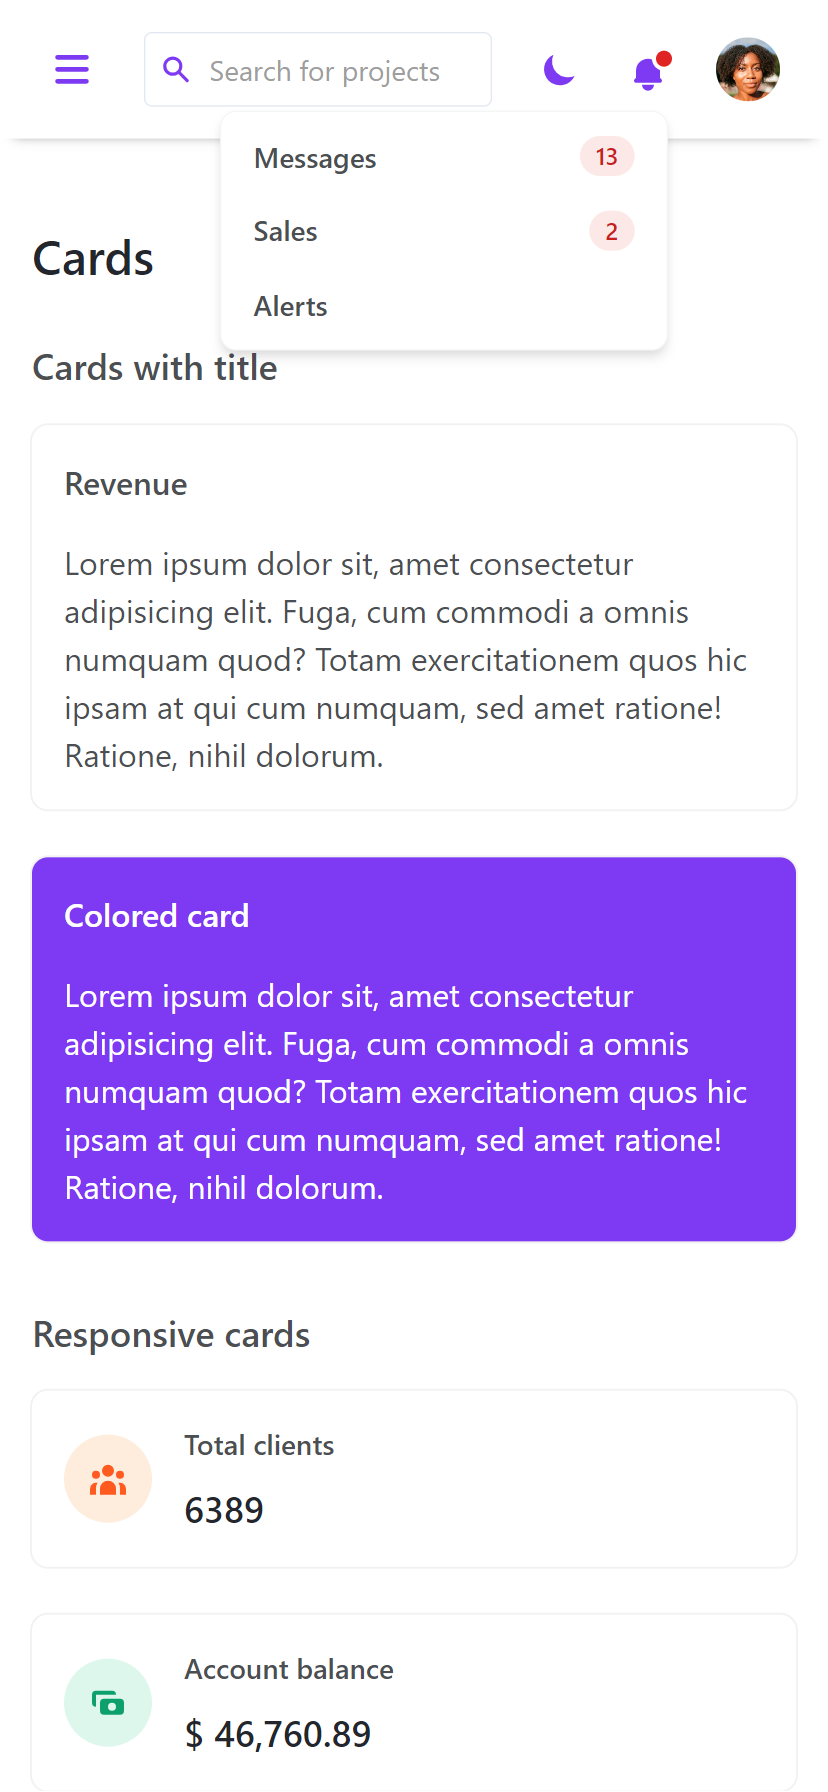 Search for projects
Messages 13
Sales 2
Alerts
Cards
Cards with title
Revenue
Lorem ipsum dolor sit, amet consectetur
adipisicing elit. Fuga, cum commodi a omnis
numquam quod? Totam exercitationem quos hic
ipsam at qui cum numquam, sed amet ratione!
Ratione, nihil dolorum.
Colored card
Lorem ipsum dolor sit, amet consectetur
adipisicing elit. Fuga, cum commodi a omnis
numquam quod? Totam exercitationem quos hic
ipsam at qui cum numquam, sed amet ratione!
Ratione, nihil dolorum.
Responsive cards
Total clients
6389
Account balance
$ 46,760.89